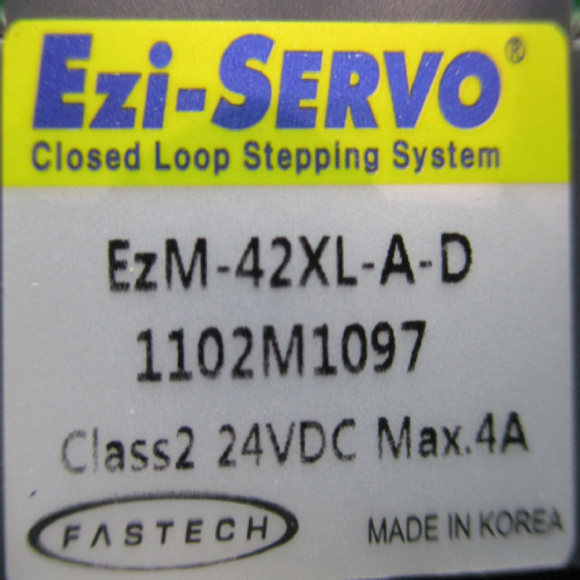 Ezi-SERVO®
Closed Loop Stepping System
EzM-42XL-A-D
1102M1097
Class2 24VDC Max.4A
FASTECH
MADE IN KOREA